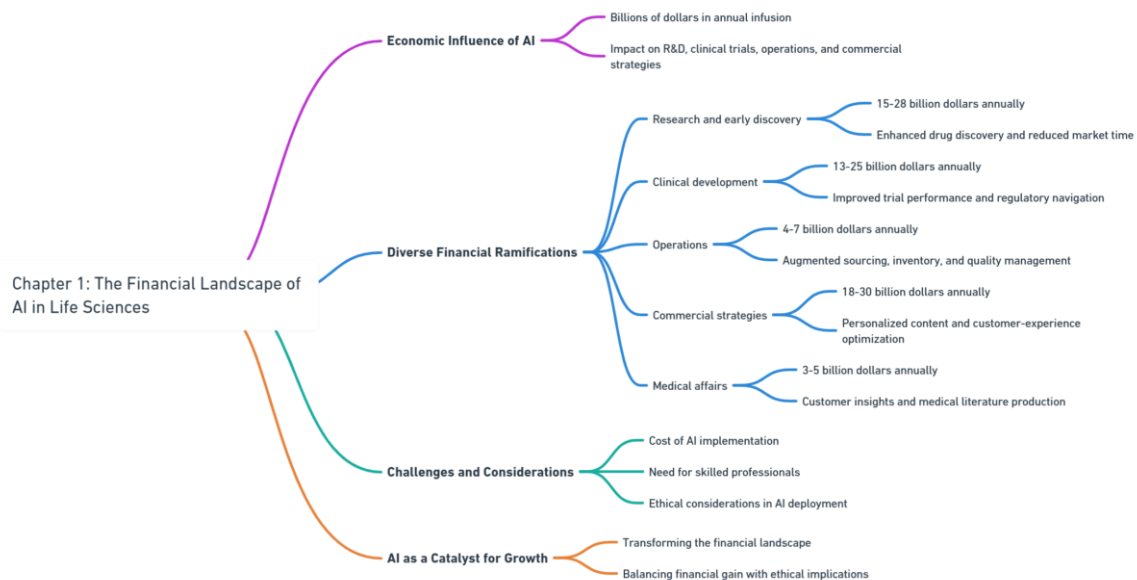 Chapter 1: The Financial Landscape of
AI in Life Sciences
Economic Influence of AI
Billions of dollars in annual infusion
Impact on R&D, clinical trials, operations, and commercial
strategies
Diverse Financial Ramifications
Research and early discovery
15-28 billion dollars annually
Enhanced drug discovery and reduced market time
Clinical development
13-25 billion dollars annually
Improved trial performance and regulatory navigation
Operations
4-7 billion dollars annually
Augmented sourcing, inventory, and quality management
Commercial strategies
18-30 billion dollars annually
Personalized content and customer-experience
optimization
Medical affairs
3-5 billion dollars annually
Customer insights and medical literature production
Challenges and Considerations
Cost of AI implementation
Need for skilled professionals
Ethical considerations in AI deployment
AI as a Catalyst for Growth
Transforming the financial landscape
Balancing financial gain with ethical implications